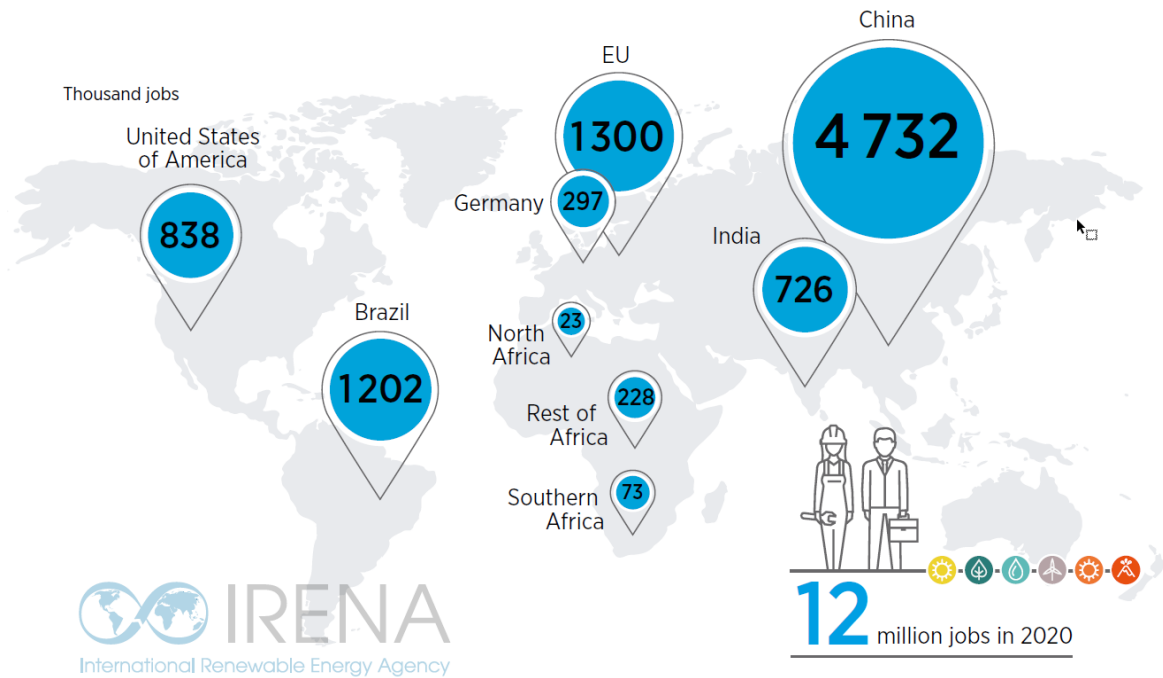 China
4 732
EU
1300
Thousand jobs
United States
of America
838
Germany
297
India
726
Brazil
1202
North
Africa
23
Rest of
Africa
228
Southern
Africa
73
12 million jobs in 2020
IRENA
International Renewable Energy Agency